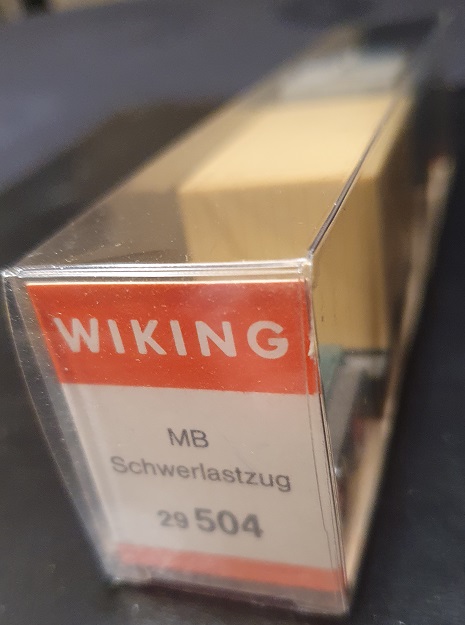 WIKING
MB
Schwerlastzug
29 504